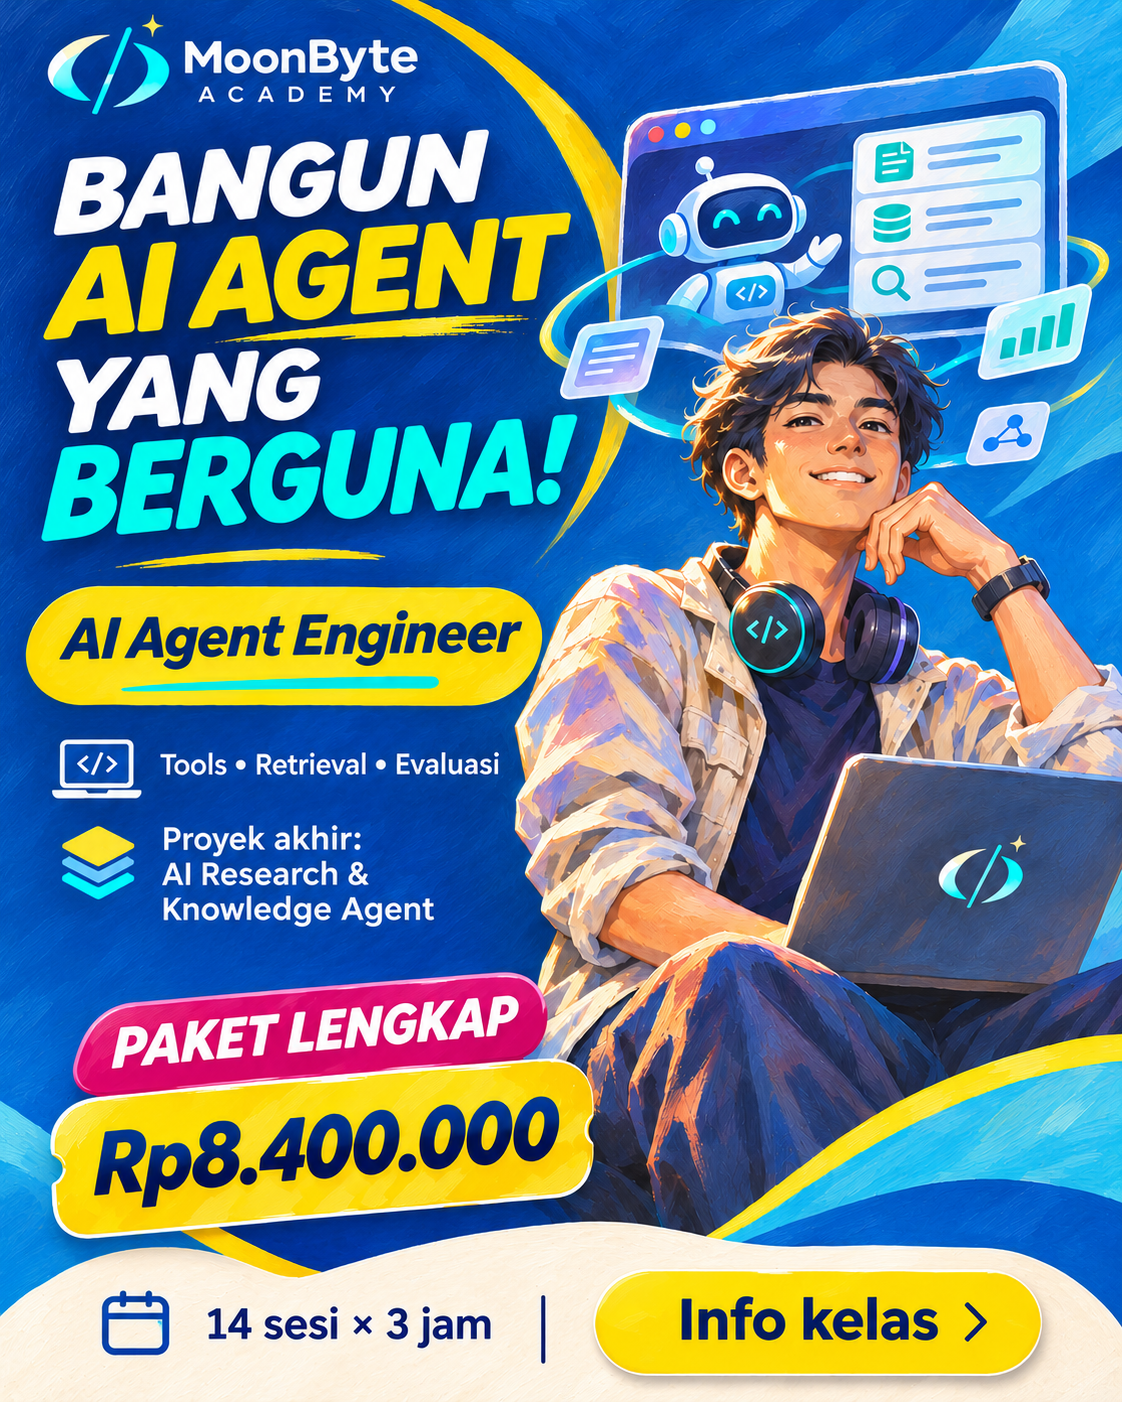 MoonByte
ACADEMY
BANGUN
AI AGENT
YANG
BERGUNA!
AI Agent Engineer
</>
Tools • Retrieval • Evaluasi
Proyek akhir:
AI Research &
Knowledge Agent
</>
</>
PAKET LENGKAP
Rp8.400.000
14 sesi × 3 jam
Info kelas